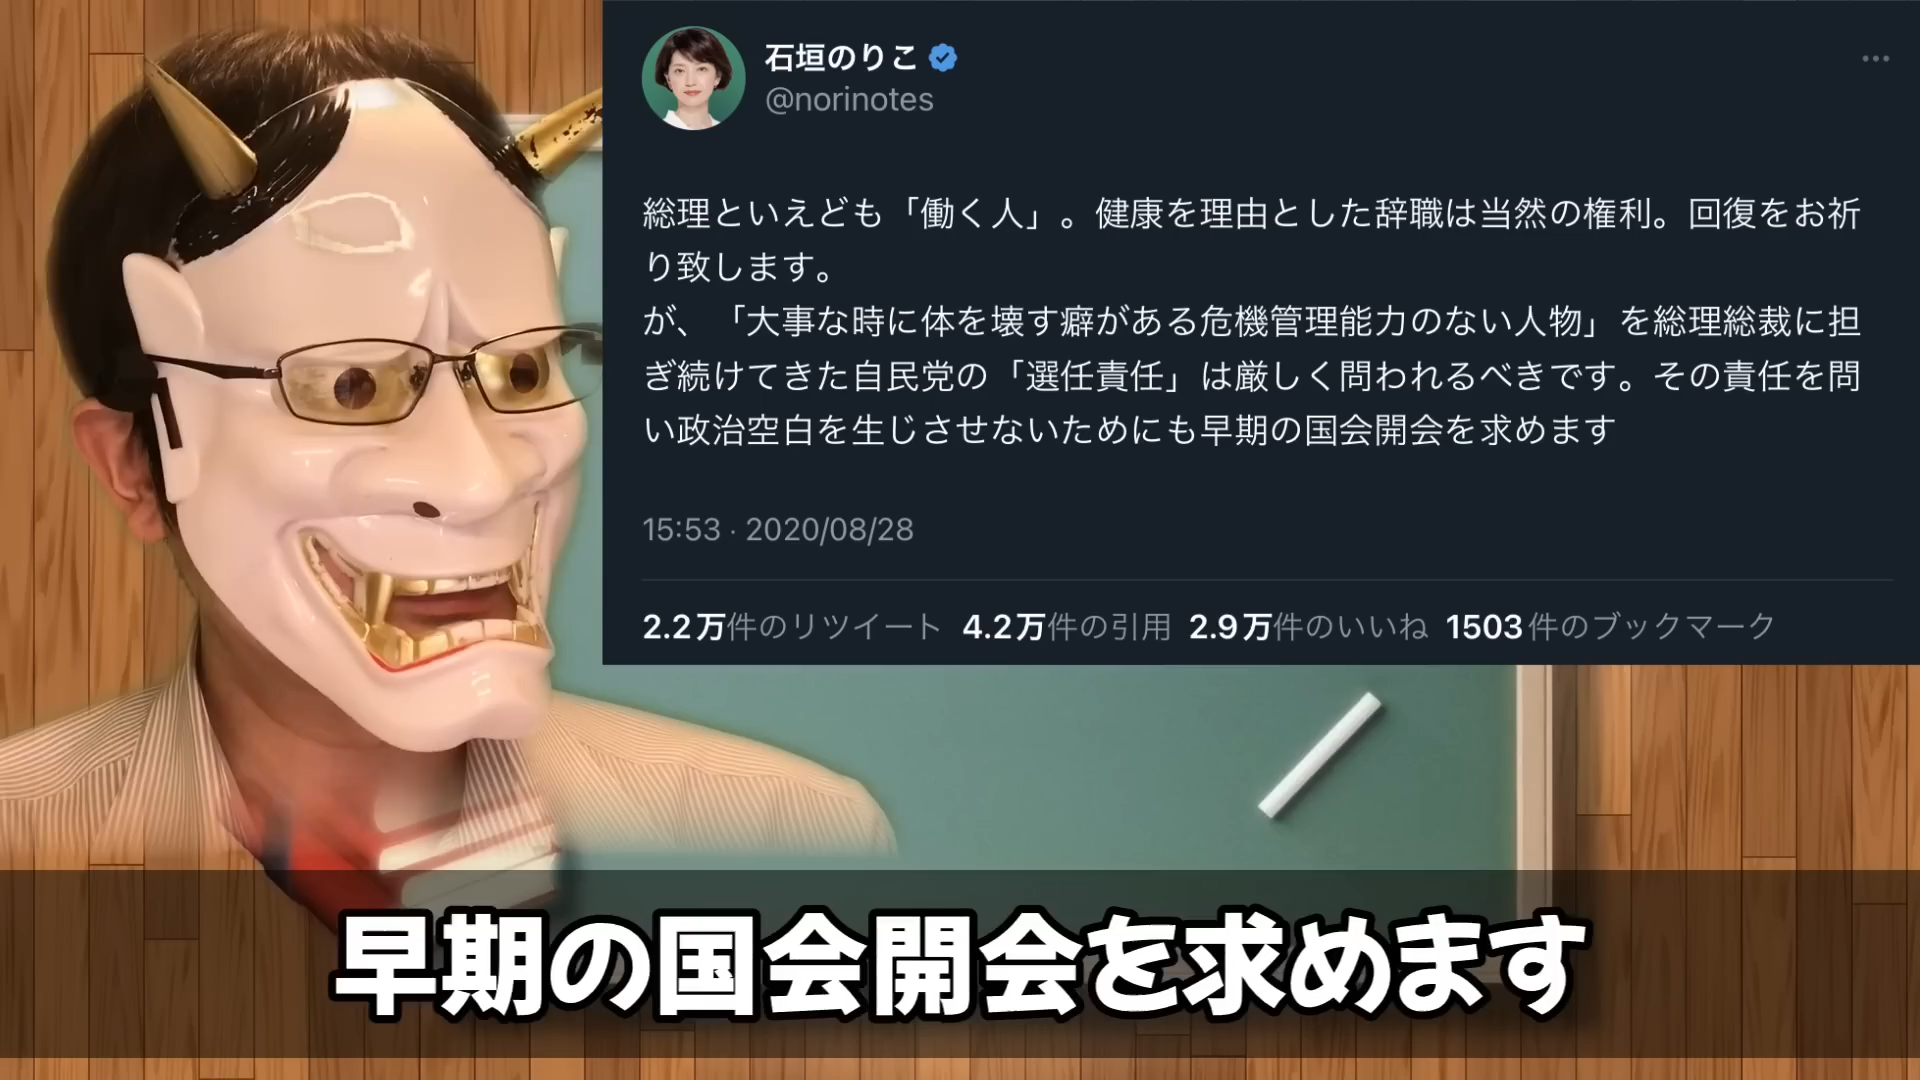 石垣のりこ
@norinotes
総理といえども「働く人」。健康を理由とした辞職は当然の権利。回復をお祈
り致します。
が、「大事な時に体を壊す癖がある危機管理能力のない人物」を総理総裁に担
ぎ続けてきた自民党の「選任責任」は厳しく問われるべきです。その責任を問
い政治空白を生じさせないためにも早期の国会開会を求めます
15:53 · 2020/08/28
2.2万件のリツイート 4.2万件の引用 2.9万件のいいね 1503件のブックマーク
早期の国会開会を求めます